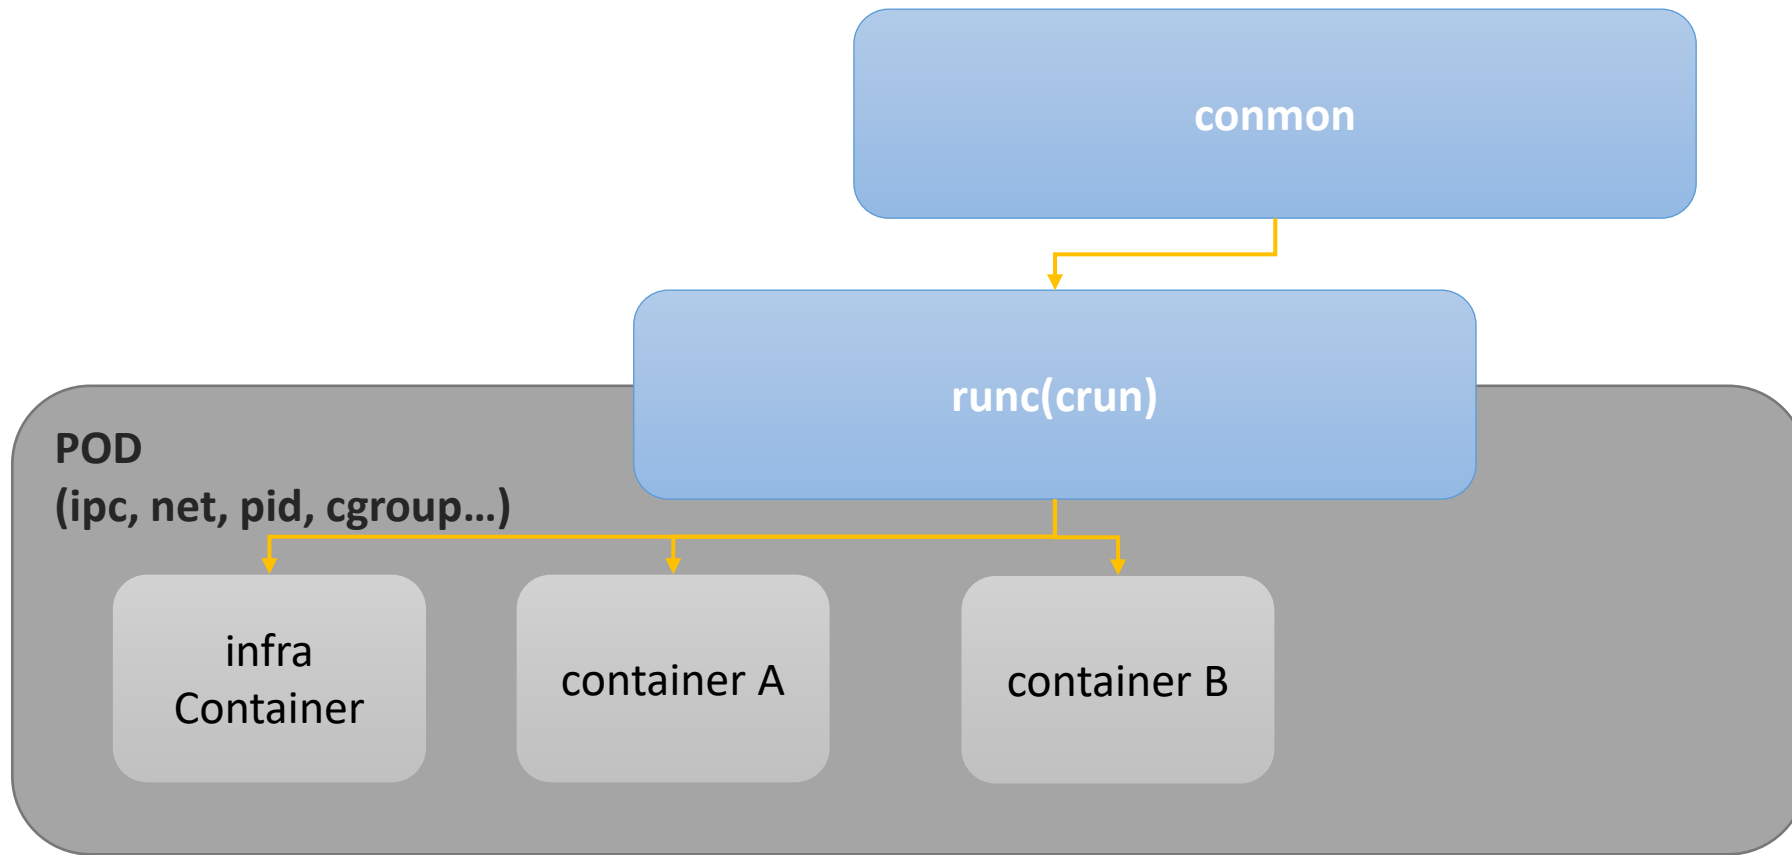 conmon
runc(crun)
POD
(ipc, net, pid, cgroup...)
infra
Container
container A
container B